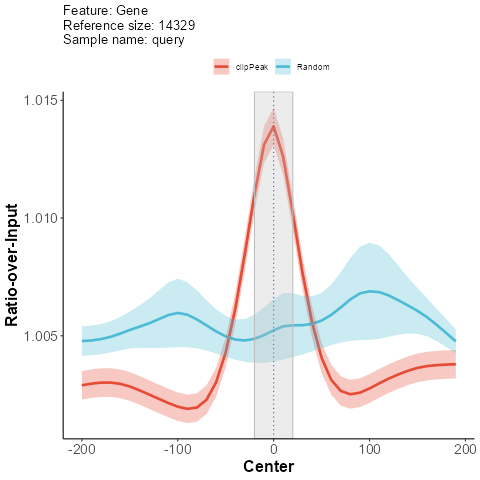 Feature: Gene
Reference size: 14329
Sample name: query
clipPeak Random
1.015
1.010
1.005
Ratio-over-Input
-200 -100 0 100 200
Center